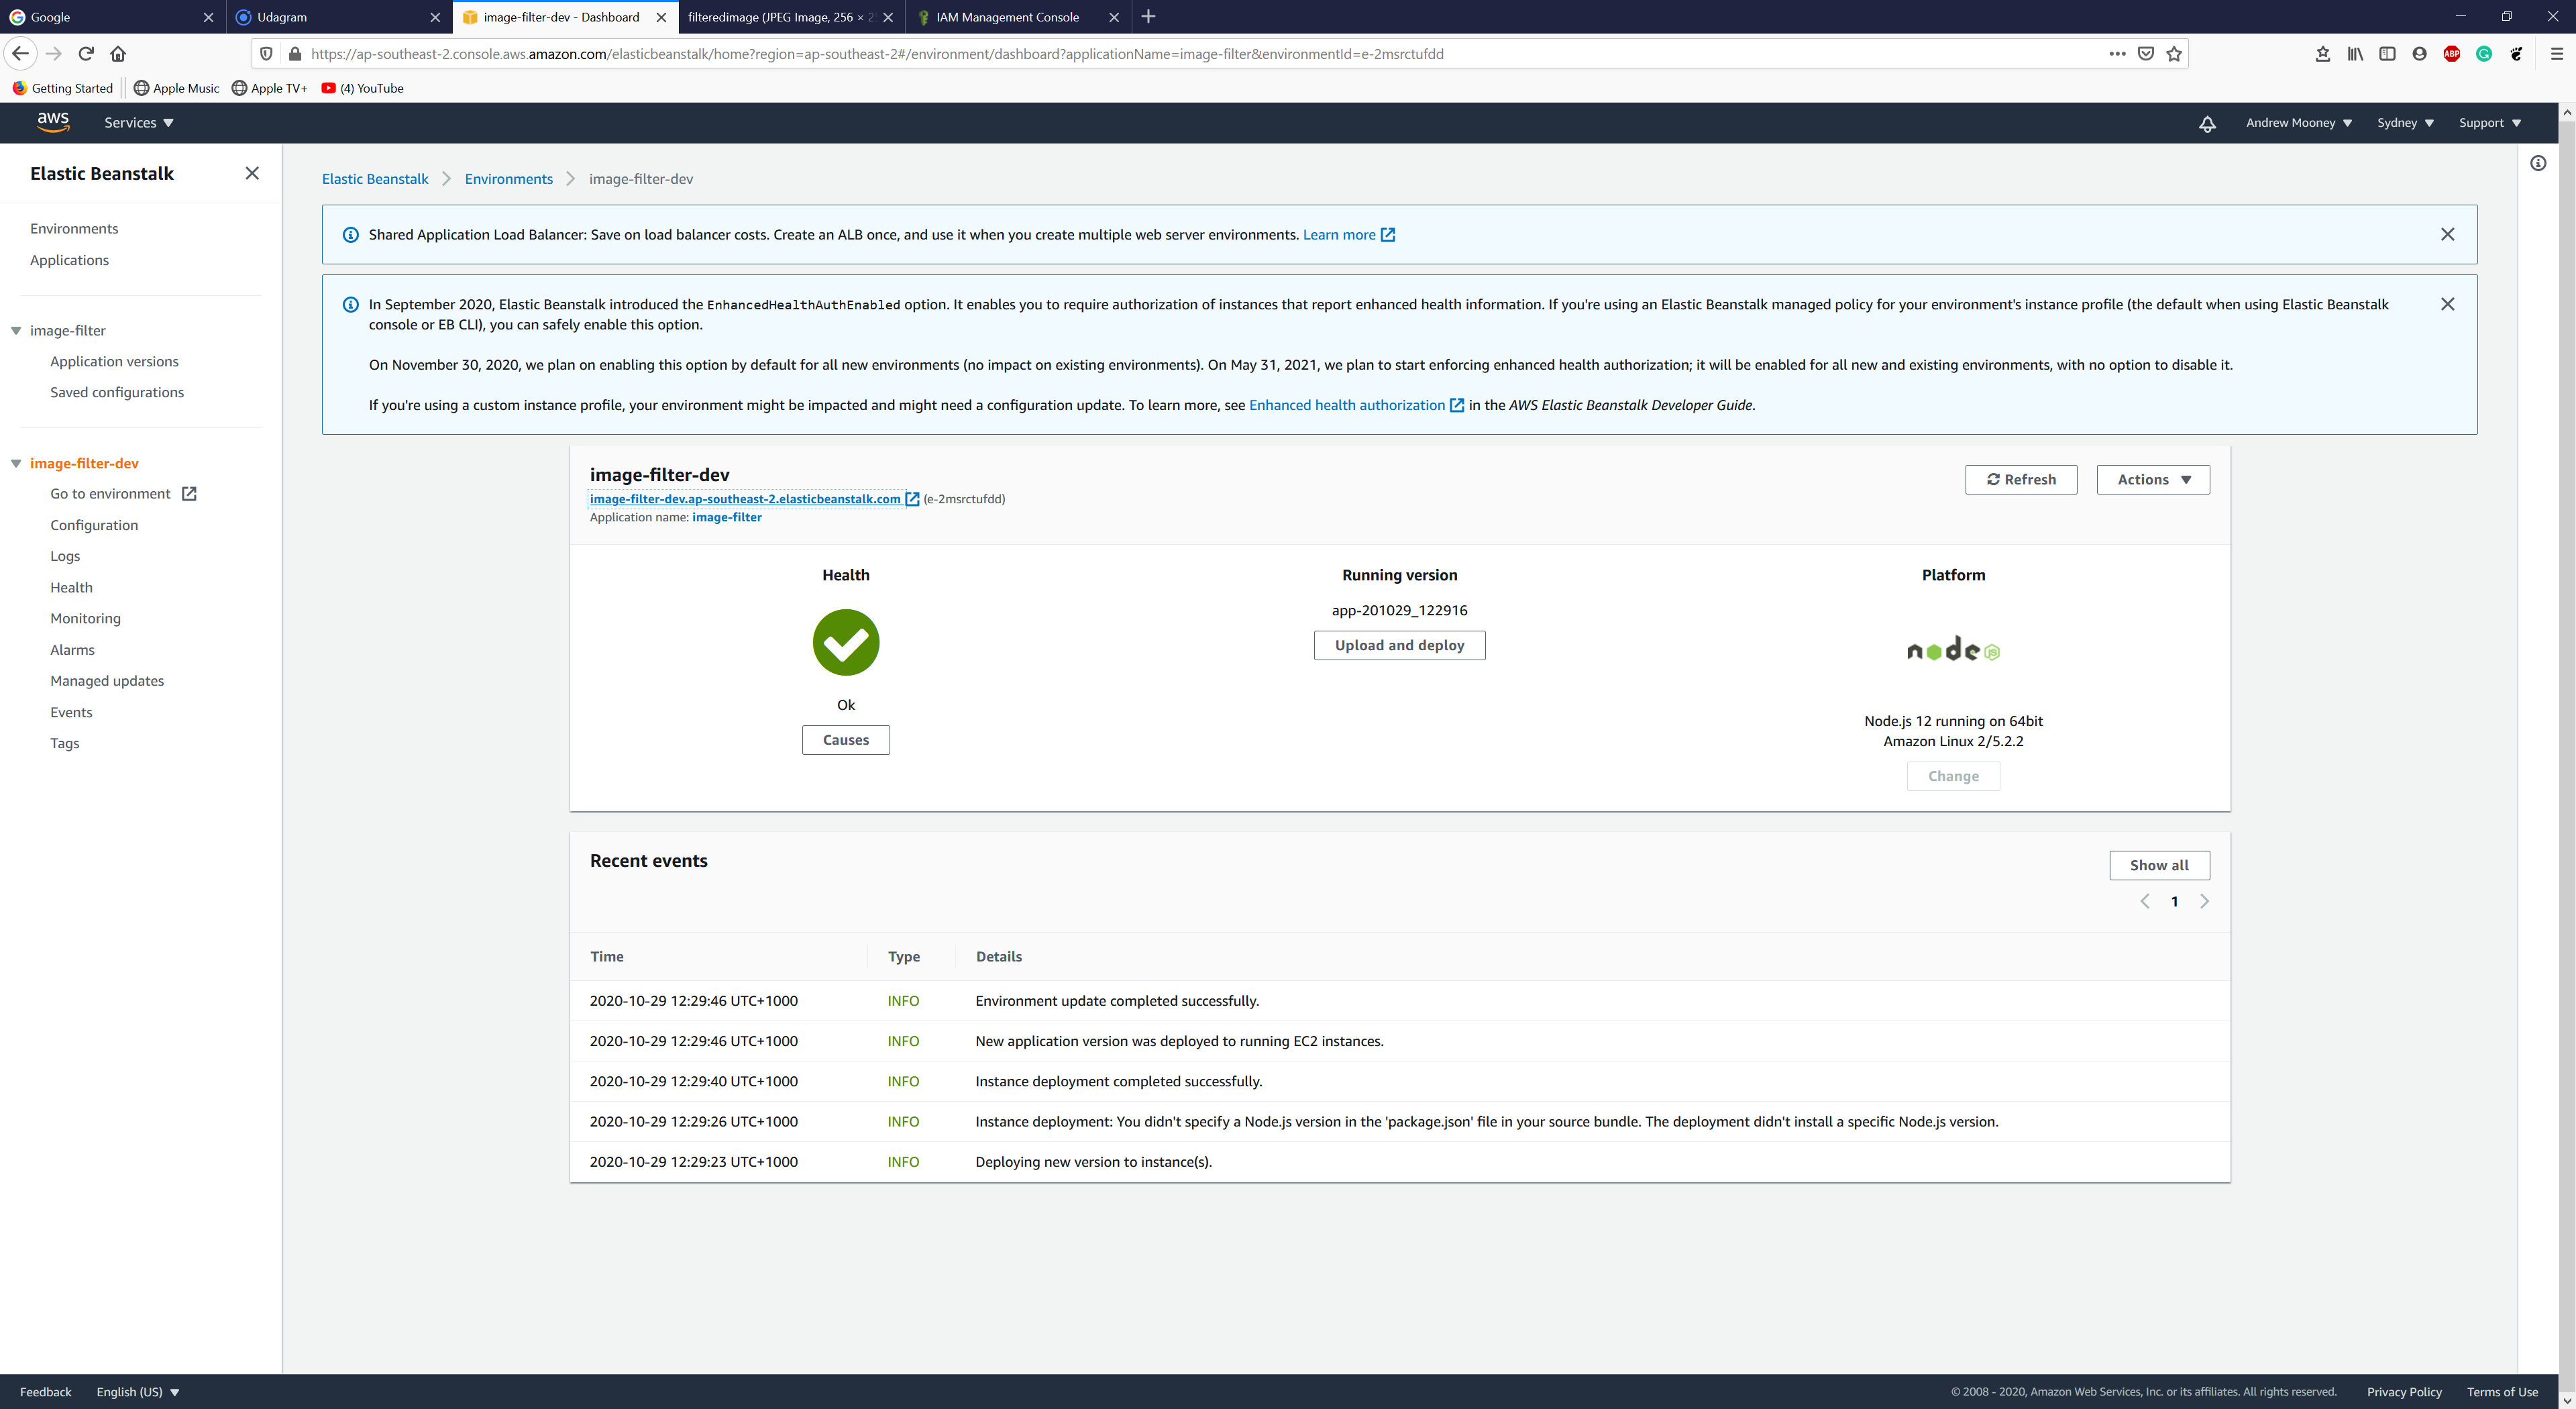 Google
Udagram
image-filter-dev - Dashboard
filteredimage (JPEG Image, 256 × 2
IAM Management Console
https://ap-southeast-2.console.aws.amazon.com/elasticbeanstalk/home?region=ap-southeast-2#/environment/dashboard?applicationName=image-filter&environmentId=e-2msrctufdd
ABP
Getting Started
Apple Music
Apple TV+
(4) YouTube
aws
Services
Andrew Mooney
Sydney
Support
Elastic Beanstalk
Environments
Applications
image-filter
Application versions
Saved configurations
image-filter-dev
Go to environment
Configuration
Logs
Health
Monitoring
Alarms
Managed updates
Events
Tags
Elastic Beanstalk
Environments
image-filter-dev
Shared Application Load Balancer: Save on load balancer costs. Create an ALB once, and use it when you create multiple web server environments. Learn more
In September 2020, Elastic Beanstalk introduced the EnhancedHealthAuthEnabled option. It enables you to require authorization of instances that report enhanced health information. If you're using an Elastic Beanstalk managed policy for your environment's instance profile (the default when using Elastic Beanstalk
console or EB CLI), you can safely enable this option.
On November 30, 2020, we plan on enabling this option by default for all new environments (no impact on existing environments). On May 31, 2021, we plan to start enforcing enhanced health authorization; it will be enabled for all new and existing environments, with no option to disable it.
If you're using a custom instance profile, your environment might be impacted and might need a configuration update. To learn more, see Enhanced health authorization in the AWS Elastic Beanstalk Developer Guide.
image-filter-dev
image-filter-dev.ap-southeast-2.elasticbeanstalk.com (e-2msrctufdd)
Application name: image-filter
Refresh
Actions
Health
Ok
Causes
Running version
app-201029_122916
Upload and deploy
Platform
node JS
Node.js 12 running on 64bit
Amazon Linux 2/5.2.2
Change
Recent events
Show all
1
Time Type Details
2020-10-29 12:29:46 UTC+1000 INFO Environment update completed successfully.
2020-10-29 12:29:46 UTC+1000 INFO New application version was deployed to running EC2 instances.
2020-10-29 12:29:40 UTC+1000 INFO Instance deployment completed successfully.
2020-10-29 12:29:26 UTC+1000 INFO Instance deployment: You didn't specify a Node.js version in the 'package.json' file in your source bundle. The deployment didn't install a specific Node.js version.
2020-10-29 12:29:23 UTC+1000 INFO Deploying new version to instance(s).
Feedback
English (US)
© 2008 - 2020, Amazon Web Services, Inc. or its affiliates. All rights reserved.
Privacy Policy
Terms of Use